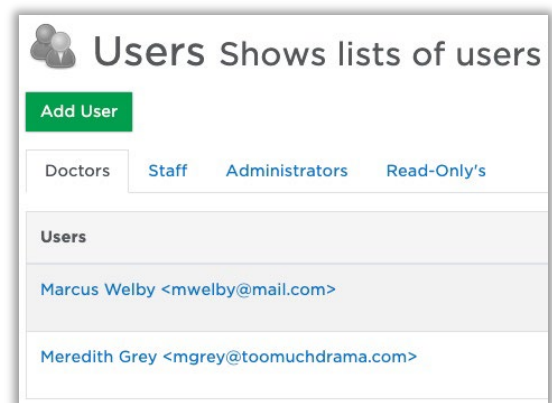 Users Shows lists of users
Add User
Doctors Staff Administrators Read-Only's
Users
Marcus Welby <mwelby@mail.com>
Meredith Grey <mgrey@toomuchdrama.com>